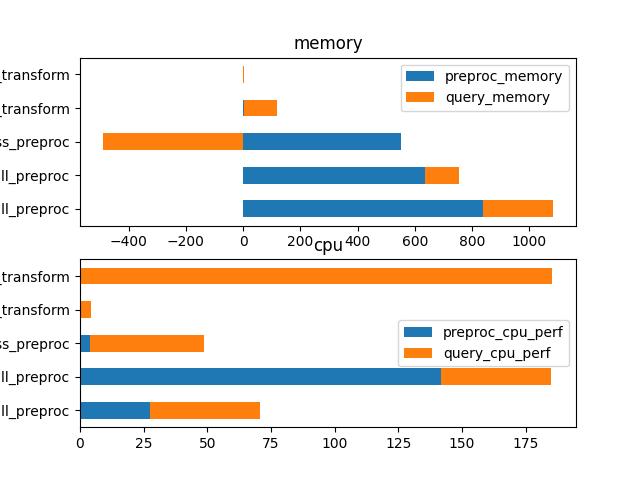 memory
_transform
_transform
ss_preproc
ll_preproc
ll_preproc
preproc_memory
query_memory
−400 −200 0 200 400 600 800 1000
cpu
_transform
_transform
ss_preproc
ll_preproc
ll_preproc
preproc_cpu_perf
query_cpu_perf
0 25 50 75 100 125 150 175